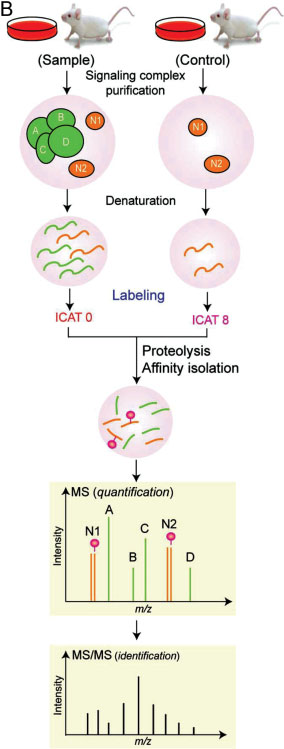 B
(Sample)
(Control)
Signaling complex
purification
A
B
C
D
N1
N2
N1
N2
Denaturation
Labeling
ICAT 0
ICAT 8
Proteolysis
Affinity isolation
MS (quantification)
Intensity
N1
A
B
C
N2
D
m/z
MS/MS (identification)
Intensity
m/z